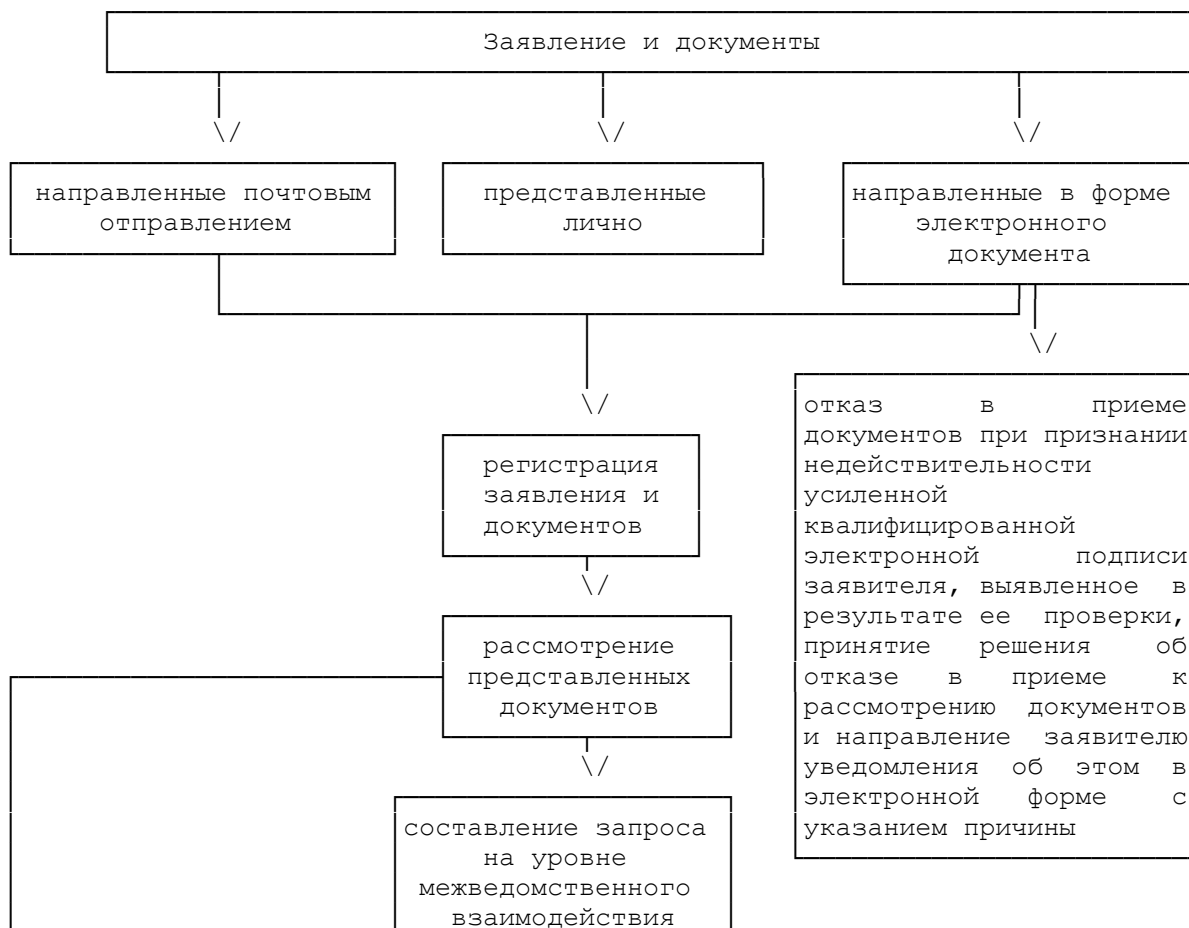 Заявление и документы
направленные почтовым
отправлением
представленные
лично
направленные в форме
электронного
документа
регистрация
заявления и
документов
отказ в приеме
документов при признании
недействительности
усиленной
квалифицированной
электронной подписи
заявителя, выявленное в
результате ее проверки,
принятие решения об
отказе в приеме к
рассмотрению документов
и направление заявителю
уведомления об этом в
электронной форме с
указанием причины
рассмотрение
представленных
документов
составление запроса
на уровне
межведомственного
взаимодействия